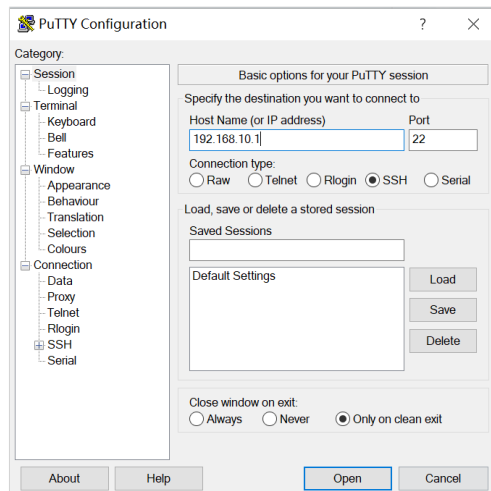 PuTTY Configuration
?
X
Category:
Session
Logging
Terminal
Keyboard
Bell
Features
Window
Appearance
Behaviour
Translation
Selection
Colours
Connection
Data
Proxy
Telnet
Rlogin
SSH
Serial
Basic options for your PuTTY session
Specify the destination you want to connect to
Host Name (or IP address) Port
192.168.10.1 22
Connection type:
Raw Telnet Rlogin SSH Serial
Load, save or delete a stored session
Saved Sessions
Default Settings
Load
Save
Delete
Close window on exit:
Always Never Only on clean exit
About Help Open Cancel